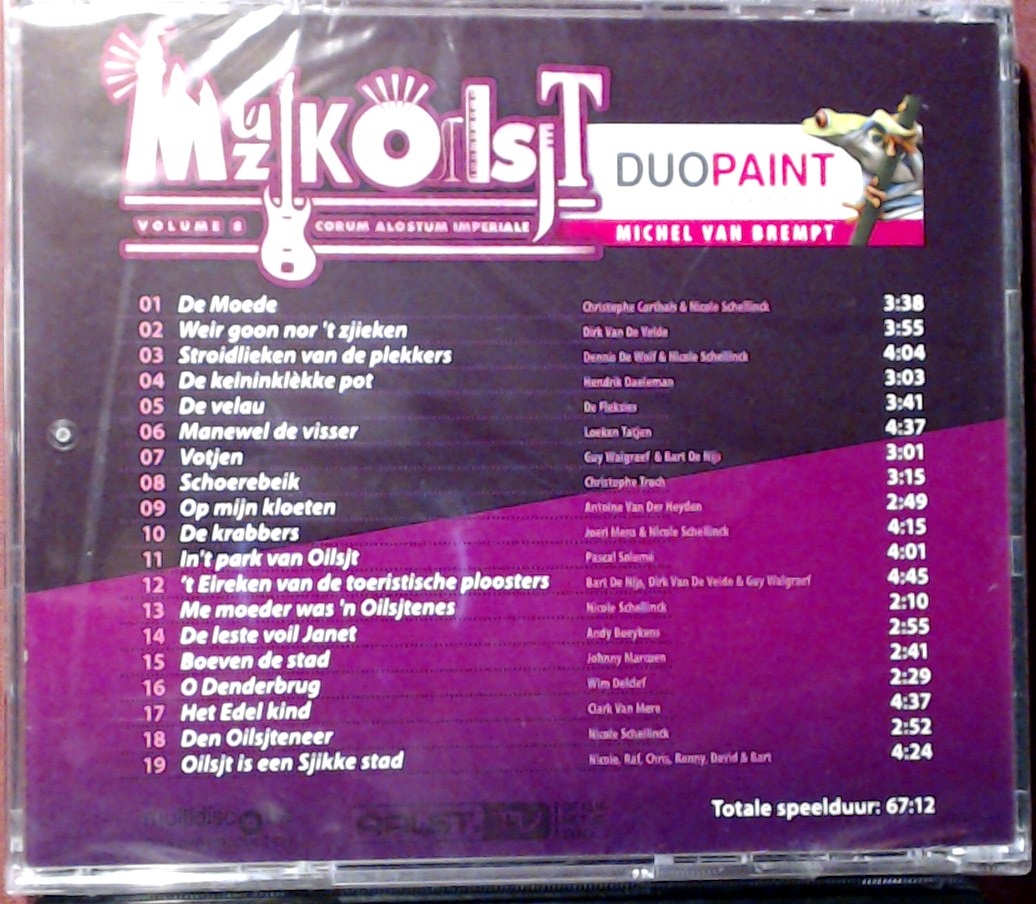 Muzik Oilsjt
DUOPAINT
VOLUME 8 CORUM ALOSTUM IMPERIALE
MICHEL VAN BREMPT
01 De Moede Christophe Corthals & Nicole Schellinck 3:38
02 Weir goon nor 't zjieken Dirk Van De Velde 3:55
03 Stroidlieken van de plekkers Dennis De Wolf & Nicole Schellinck 4:04
04 De keininklèkke pot Hendrik Daeleman 3:03
05 De velau De Fleksies 3:41
06 Manewel de visser Loeken Tatjen 4:37
07 Votjen Guy Walgraef & Bart De Nijs 3:01
08 Schoerebeik Christophe Troch 3:15
09 Op mijn kloeten Antoine Van Der Heyden 2:49
10 De krabbers Joeri Mens & Nicole Schellinck 4:15
11 In't park van Oilsjt Pascal Solemé 4:01
12 't Eireken van de toeristische ploosters Bart De Nijs, Dirk Van De Velde & Guy Walgraef 4:45
13 Me moeder was 'n Oilsjtenes Nicole Schellinck 2:10
14 De leste voil Janet Andy Bueykens 2:55
15 Boeven de stad Johnny 2:41
16 O Denderbrug Wim 2:29
17 Het Edel kind Clark Van Mere 4:37
18 Den Oilsjteneer Nicole Schellinck 2:52
19 Oilsjt is een Sjikke stad Nicole, Raf, Chris, Ronny, David & Bart 4:24
Totale speelduur: 67:12
multidisc
AALST TV